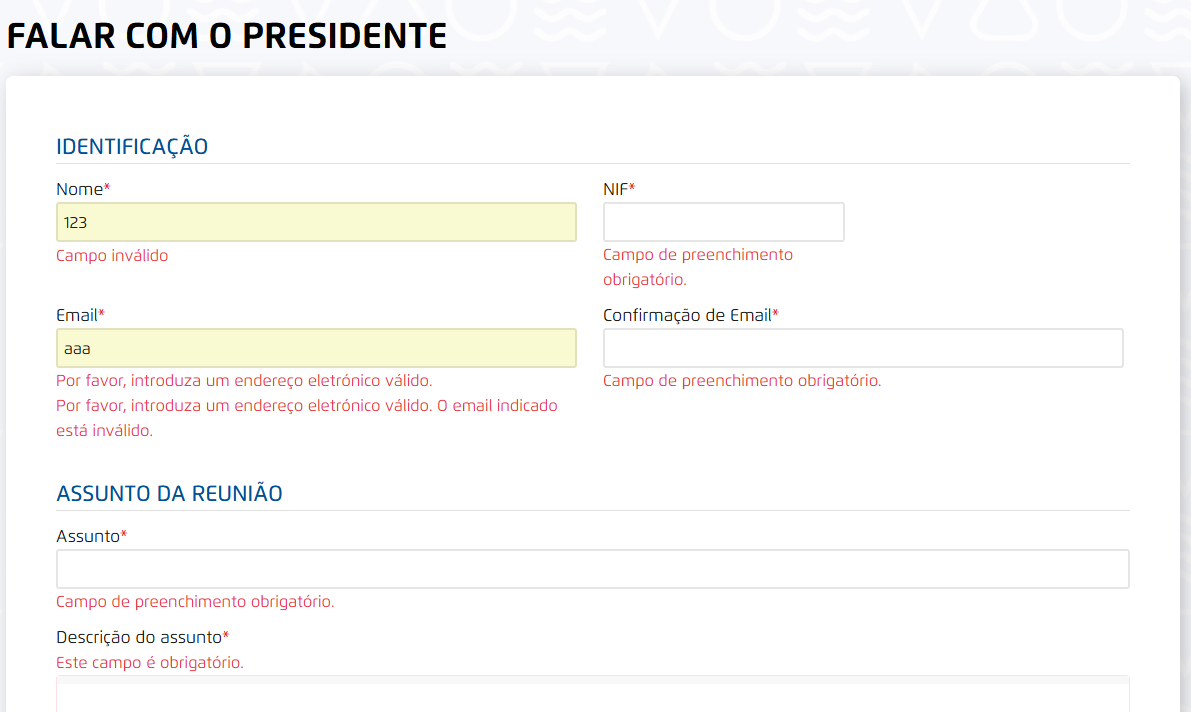 FALAR COM O PRESIDENTE
IDENTIFICAÇÃO
Nome*
123
Campo inválido
NIF*
Campo de preenchimento
obrigatório.
Email*
aaa
Por favor, introduza um endereço eletrónico válido.
Por favor, introduza um endereço eletrónico válido. O email indicado
está inválido.
Confirmação de Email*
Campo de preenchimento obrigatório.
ASSUNTO DA REUNIÃO
Assunto*
Campo de preenchimento obrigatório.
Descrição do assunto*
Este campo é obrigatório.